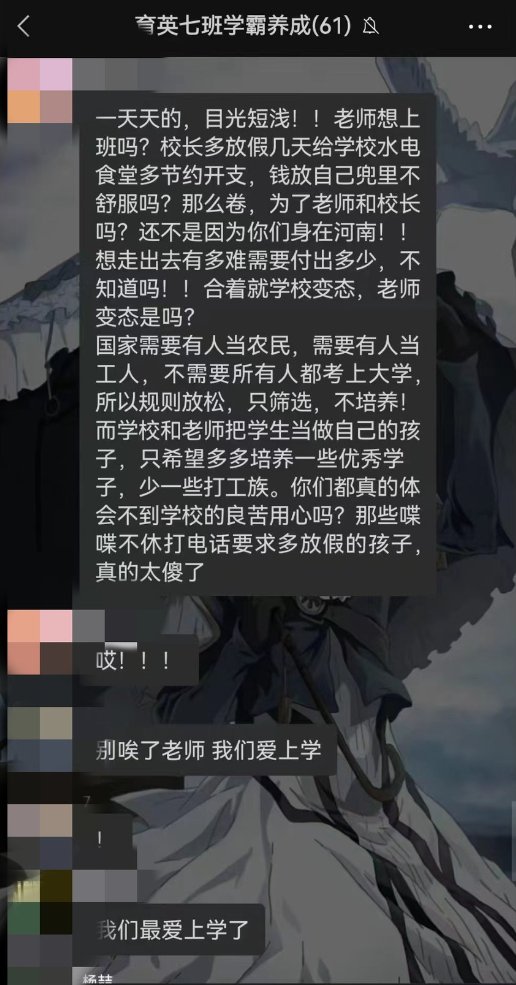 育英七班学霸养成(61)
一天天的，目光短浅！！老师想上
班吗？校长多放假几天给学校水电
食堂多节约开支，钱放自己兜里不
舒服吗？那么卷，为了老师和校长
吗？还不是因为你们身在河南！！
想走出去有多难需要付出多少，不
知道吗！！合着就学校变态，老师
变态是吗？
国家需要有人当农民，需要有人当
工人，不需要所有人都考上大学，
所以规则放松，只筛选，不培养！
而学校和老师把学生当做自己的孩
子，只希望多多培养一些优秀学
子，少一些打工族。你们都真的体
会不到学校的良苦用心吗？那些喋
喋不休打电话要求多放假的孩子，
真的太傻了
哎！！！
别唉了老师 我们爱上学
！
我们最爱上学了